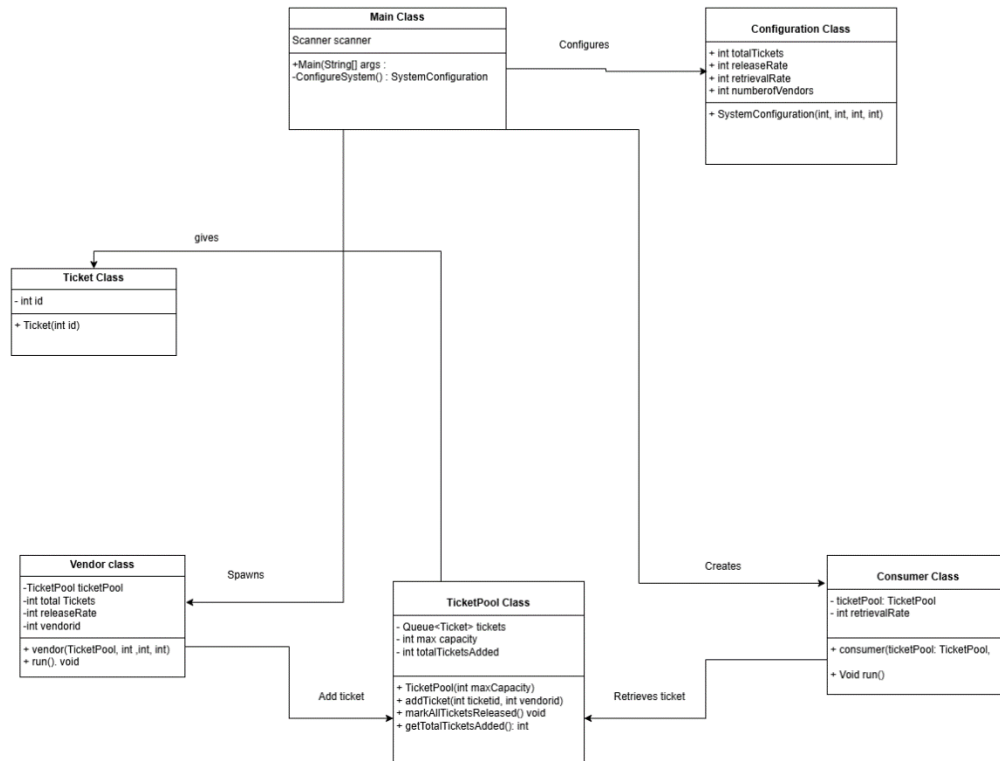 Main Class
Scanner scanner
+Main(String[] args :
-ConfigureSystem() : SystemConfiguration
Configures
Configuration Class
+ int totalTickets
+ int releaseRate
+ int retrievalRate
+ int numberofVendors
+ SystemConfiguration(int, int, int, int)
gives
Ticket Class
- int id
+ Ticket(int id)
Vendor class
-TicketPool ticketPool
-int total Tickets
-int releaseRate
-int vendorid
+ vendor(TicketPool, int ,int, int)
+ run(). void
Spawns
Add ticket
TicketPool Class
- Queue<Ticket> tickets
- int max capacity
- int totalTicketsAdded
+ TicketPool(int maxCapacity)
+ addTicket(int ticketid, int vendorid)
+ markAllTicketsReleased() void
+ getTotalTicketsAdded(): int
Creates
Retrieves ticket
Consumer Class
- ticketPool: TicketPool
- int retrievalRate
+ consumer(ticketPool: TicketPool,
+ Void run()